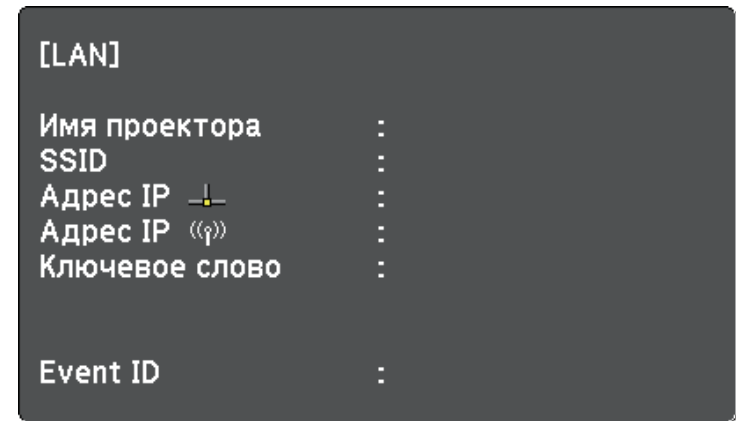 [LAN]
Имя проектора :
SSID :
Адрес IP :
Адрес IP :
Ключевое слово :
Event ID :